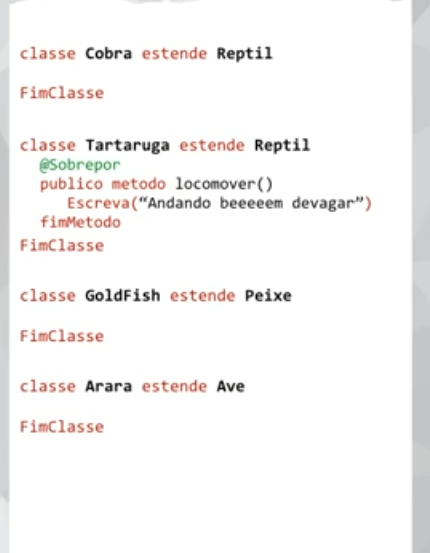 classe Cobra estende Reptil
FimClasse
classe Tartaruga estende Reptil
@Sobrepor
publico metodo locomover()
Escreva(“Andando beeeeem devagar”)
fimMetodo
FimClasse
classe GoldFish estende Peixe
FimClasse
classe Arara estende Ave
FimClasse